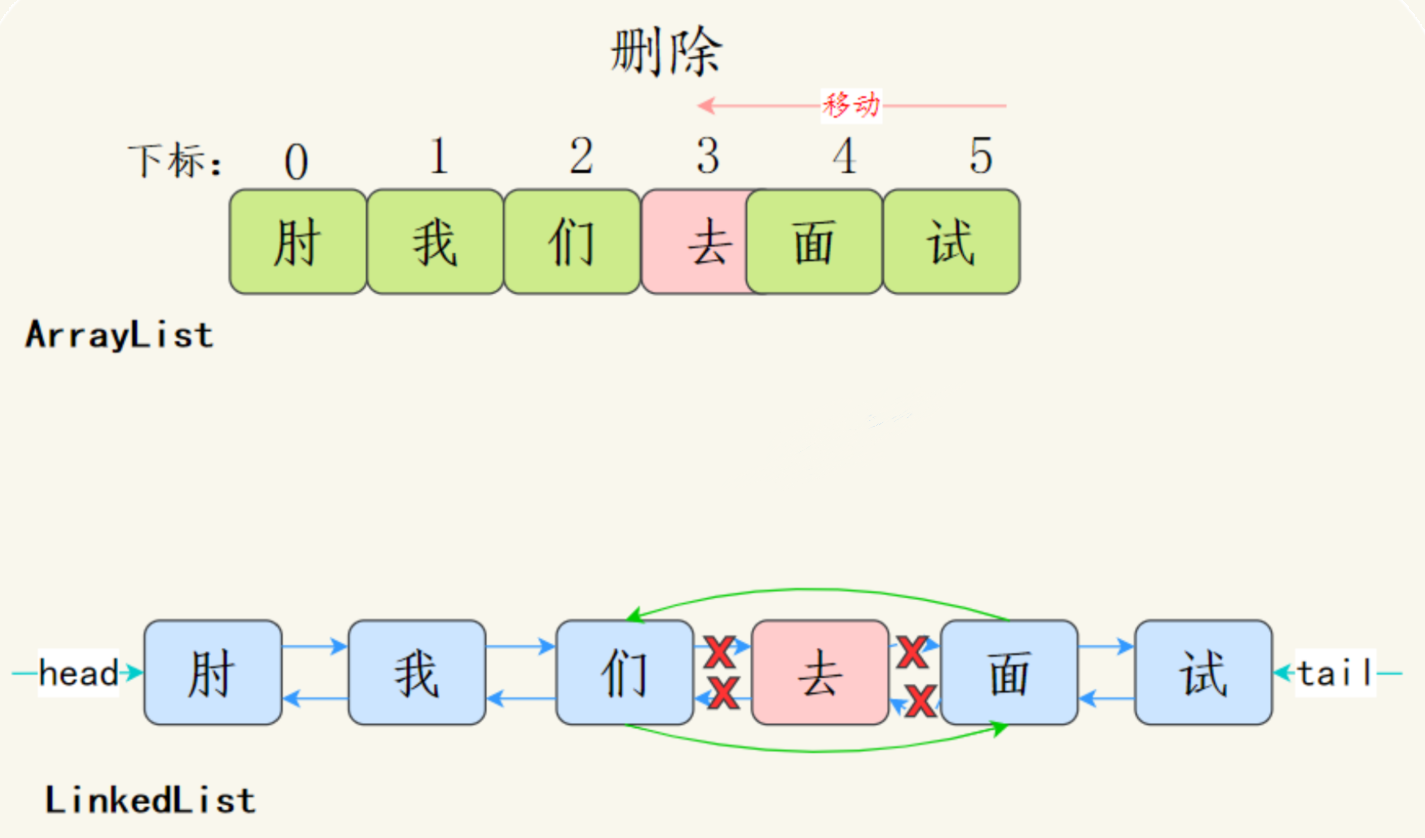 删除
移动
下标： 0 1 2 3 4 5
肘 我 们 去 面 试
ArrayList
head 肘 我 们 去 面 试 tail
LinkedList